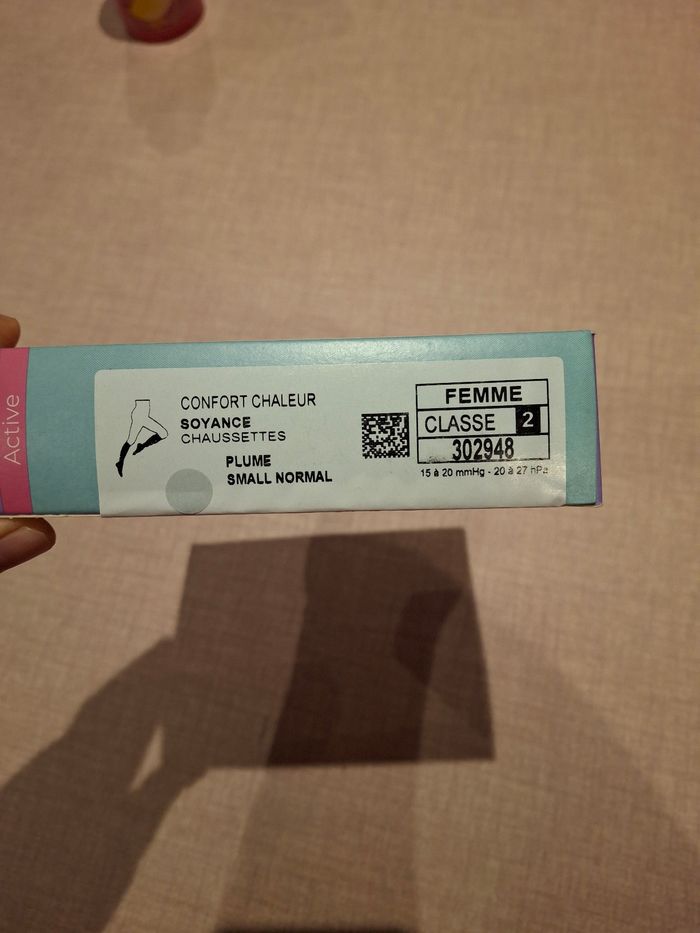 Active
CONFORT CHALEUR
SOYANCE
CHAUSSETTES
PLUME
SMALL NORMAL
FEMME
CLASSE 2
302948
15 à 20 mmHg - 20 à 27 hPa